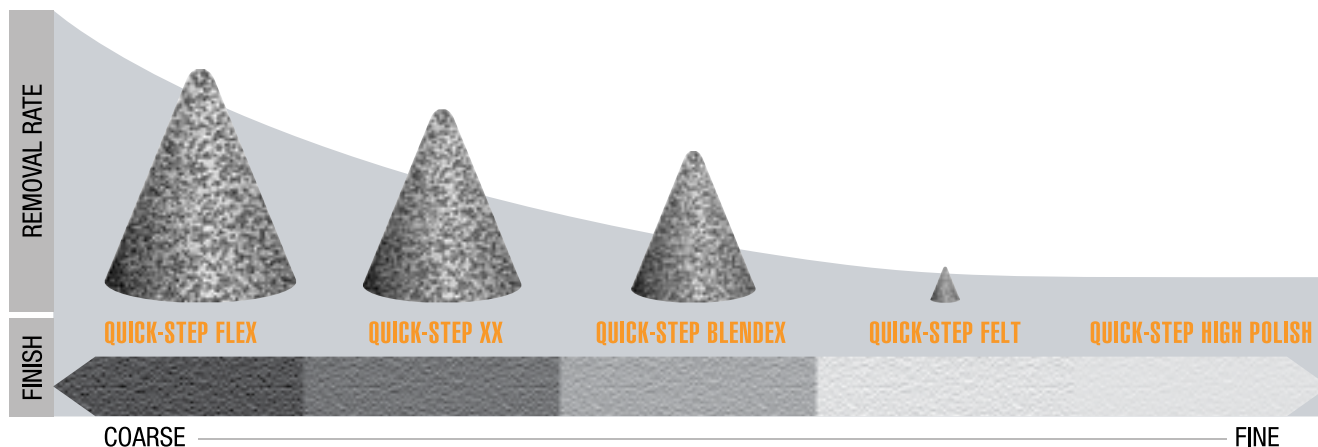 REMOVAL RATE
QUICK-STEP FLEX
QUICK-STEP XX
QUICK-STEP BLENDEX
QUICK-STEP FELT
QUICK-STEP HIGH POLISH
FINISH
COARSE
FINE